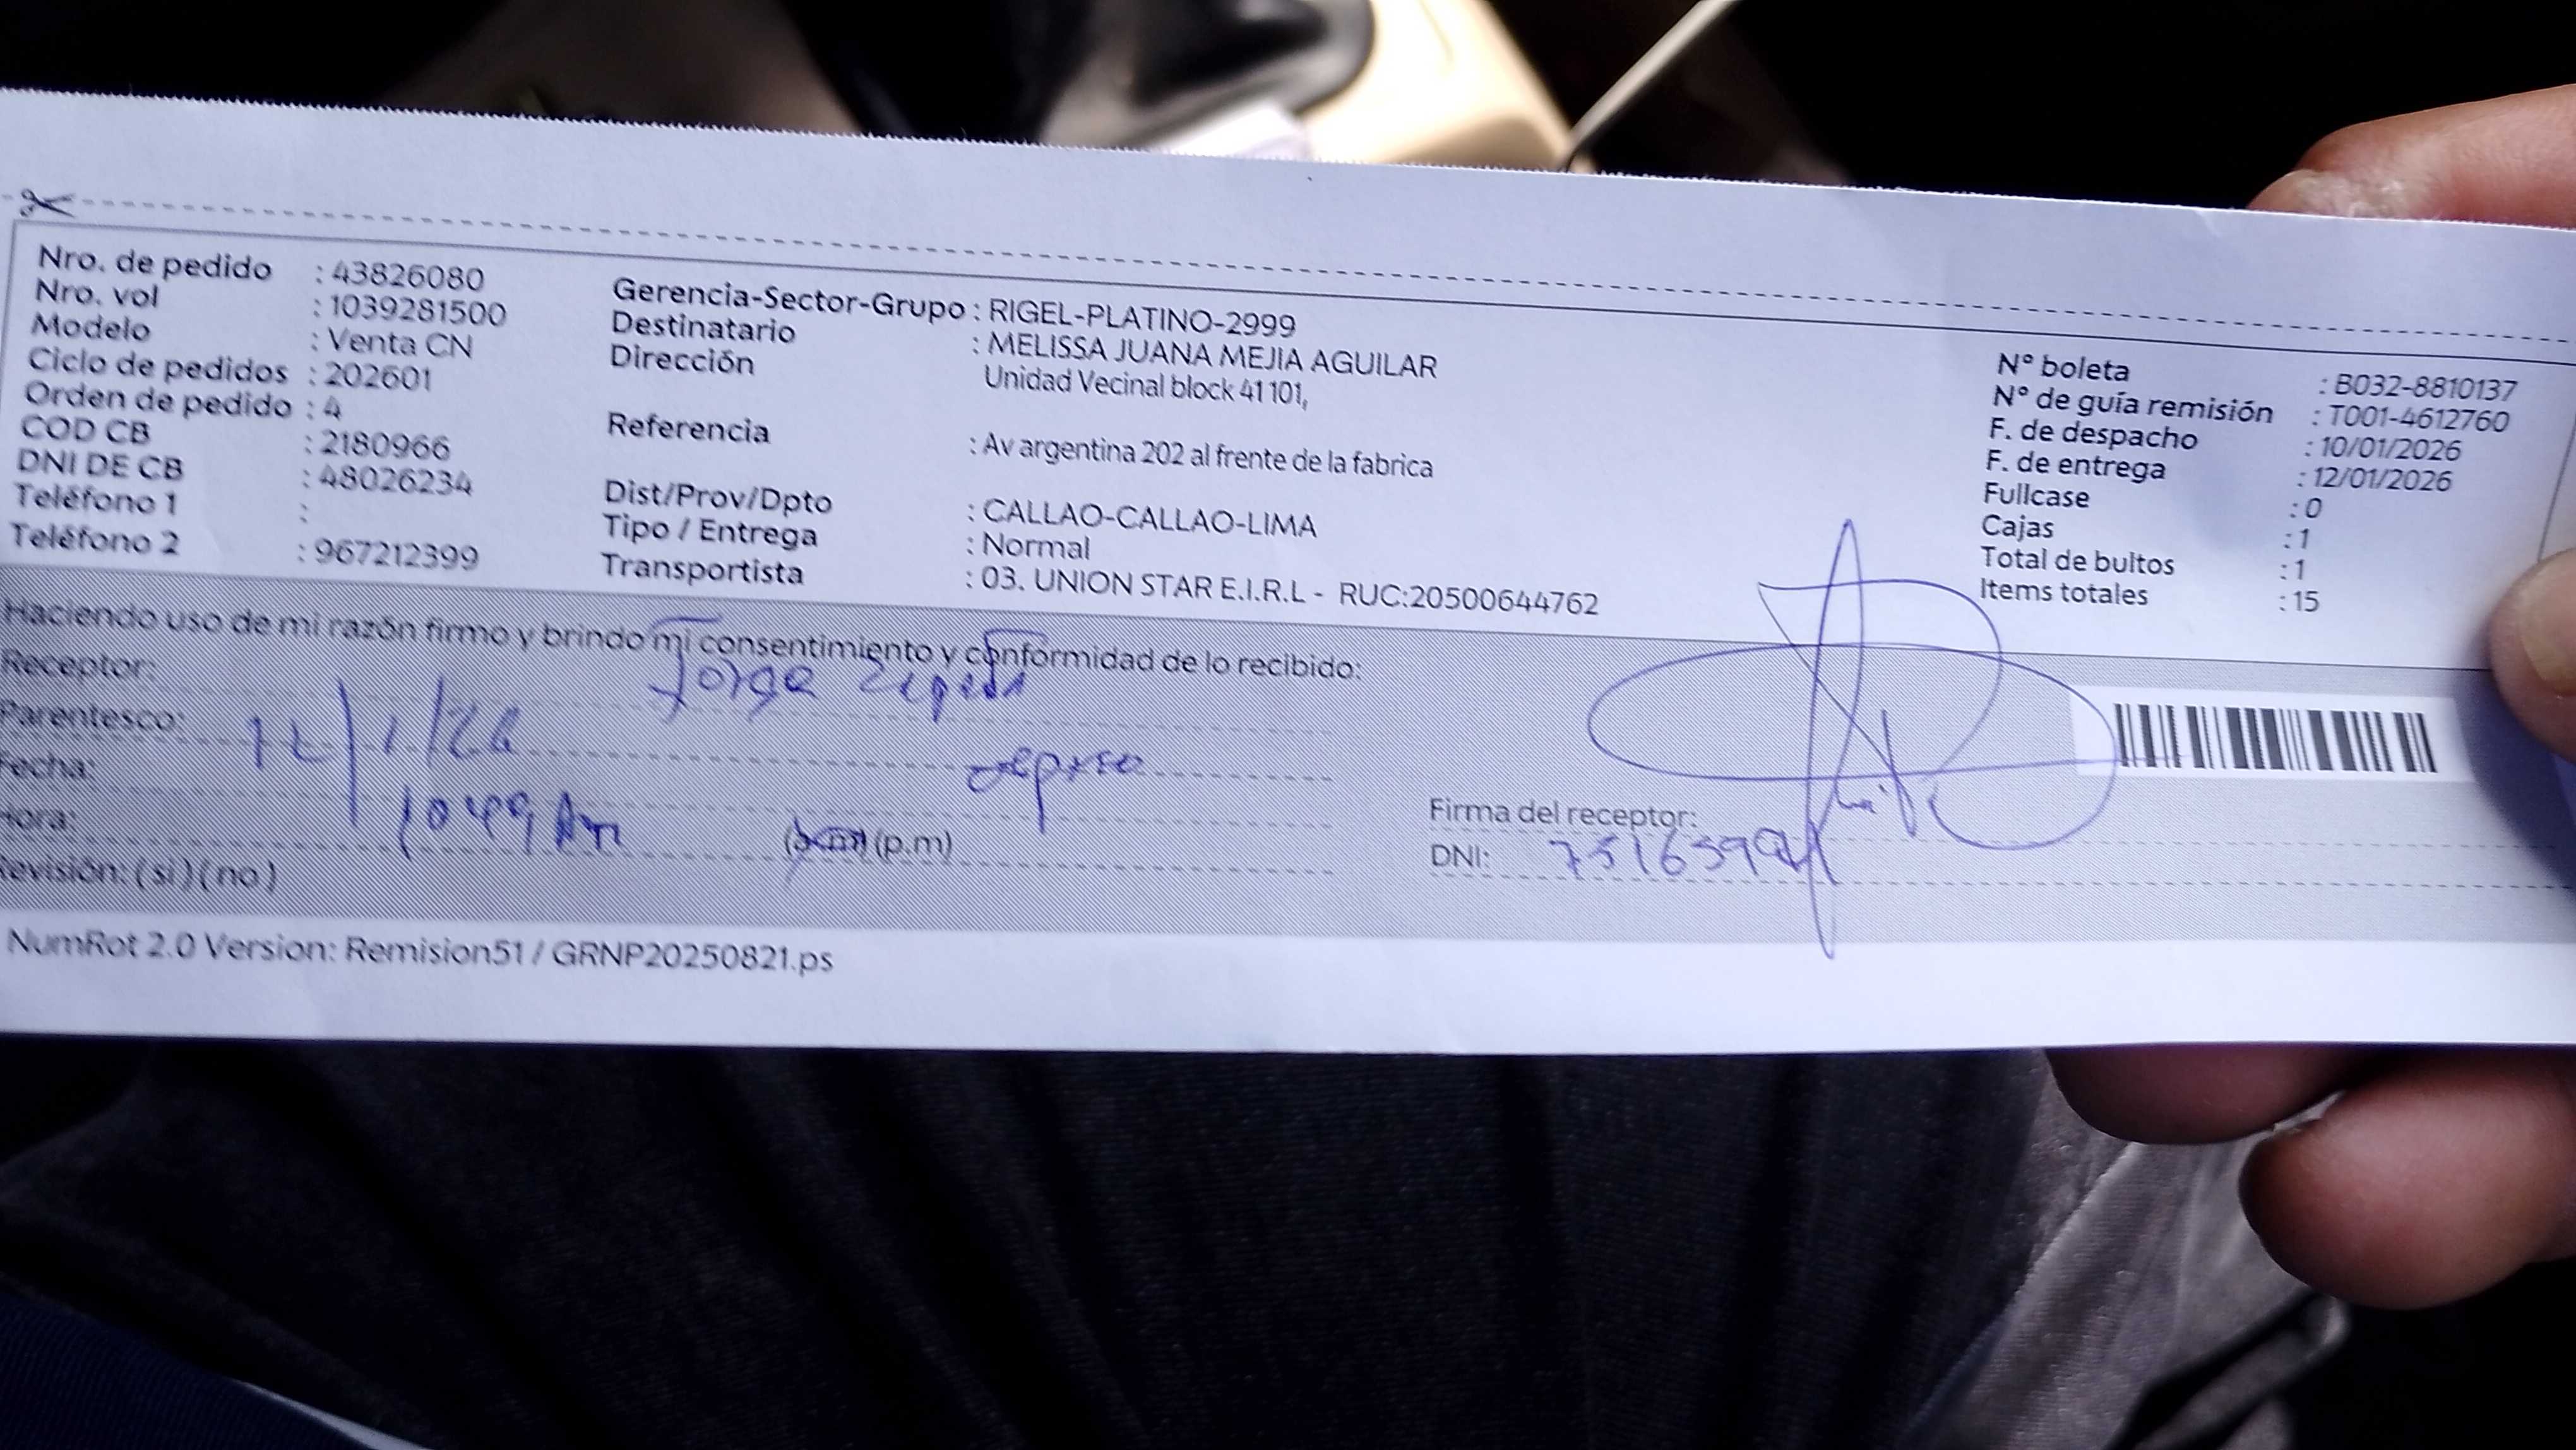 Nro. de pedido : 43826080
Nro. vol : 1039281500
Modelo : Venta CN
Ciclo de pedidos : 202601
Orden de pedido : 4
COD CB : 2180966
DNI DE CB : 48026234
Teléfono 1 :
Teléfono 2 : 967212399
Gerencia-Sector-Grupo : RIGEL-PLATINO-2999
Destinatario : MELISSA JUANA MEJIA AGUILAR
Dirección Unidad Vecinal block 41 101,
Referencia : Av argentina 202 al frente de la fabrica
Dist/Prov/Dpto : CALLAO-CALLAO-LIMA
Tipo / Entrega : Normal
Transportista : 03. UNION STAR E.I.R.L - RUC:20500644762
N° boleta : B032-8810137
N° de guía remisión : T001-4612760
F. de despacho : 10/01/2026
F. de entrega : 12/01/2026
Fullcase : 0
Cajas : 1
Total de bultos : 1
Items totales : 15
Haciendo uso de mi razón firmo y brindo mi consentimiento y conformidad de lo recibido:
Receptor: Jorge
Parentesco:
Fecha: 12/1/26
Hora: 10 49 Am (a.m) (p.m)
Revisión: (si) (no)
Firma del receptor:
DNI:
NumRot 2.0 Version: Remision51 / GRNP20250821.ps